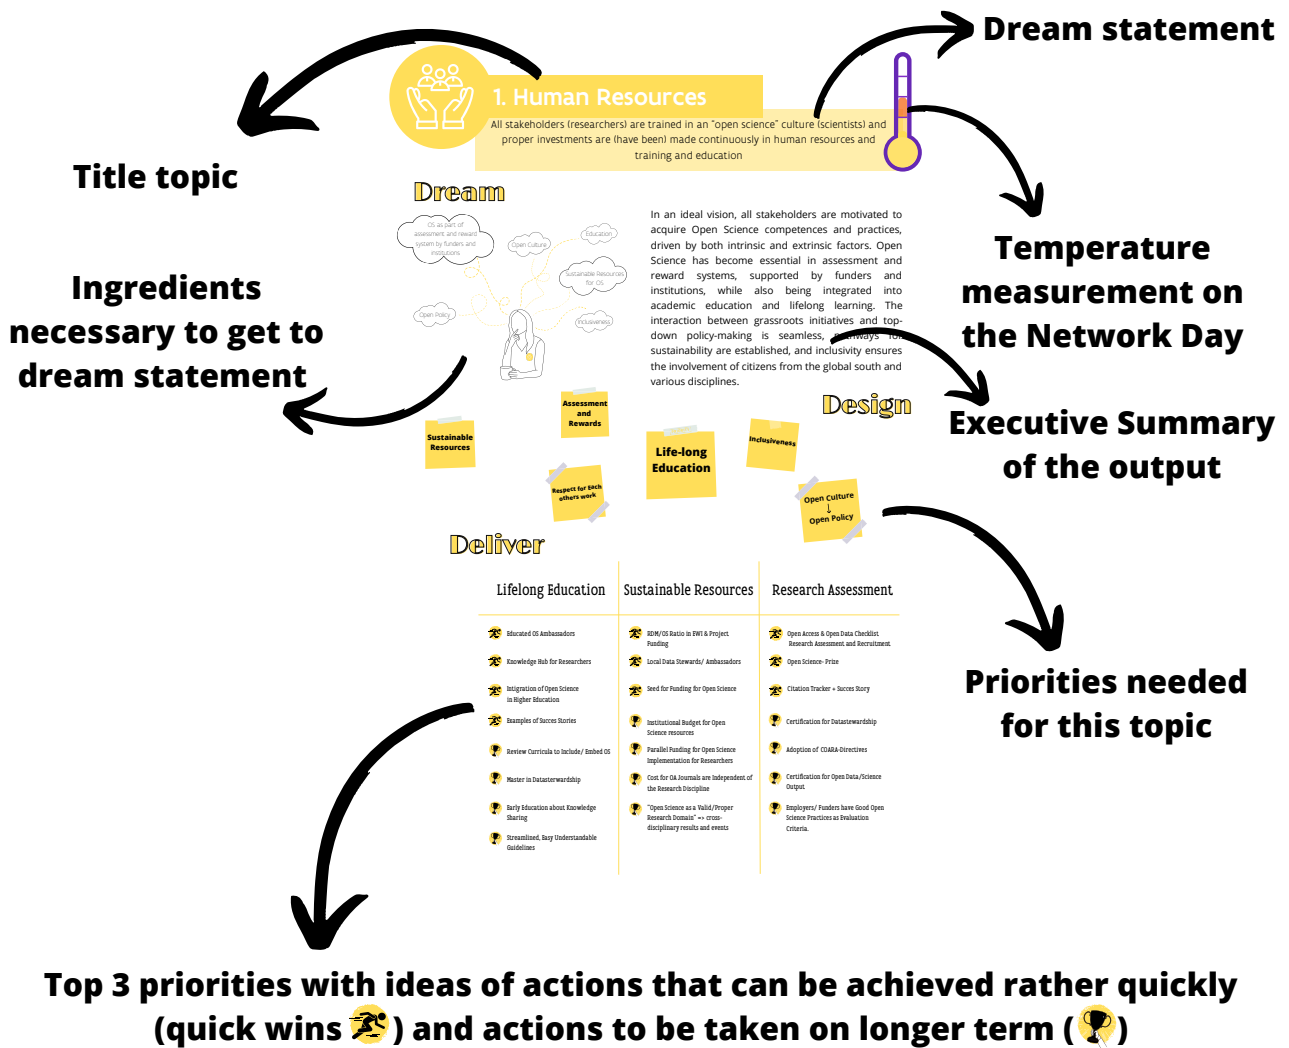 Dream statement
1. Human Resources
All stakeholders (researchers) are trained in an "open science" culture (scientists) and
proper investments are (have been) made continuously in human resources and
training and education
Title topic
Temperature
measurement on
the Network Day
Dream
OS as part of
assessment and reward
system by funders and
institutions
Open Culture
Education
Sustainable Resources
for OS
Open Policy
Inclusiveness
In an ideal vision, all stakeholders are motivated to
acquire Open Science competences and practices,
driven by both intrinsic and extrinsic factors. Open
Science has become essential in assessment and
reward systems, supported by funders and
institutions, while also being integrated into
academic education and lifelong learning. The
interaction between grassroots initiatives and top-
down policy-making is seamless, pathways for
sustainability are established, and inclusivity ensures
the involvement of citizens from the global south and
various disciplines.
Ingredients
necessary to get to
dream statement
Executive Summary
of the output
Design
Sustainable
Resources
Assessment
and
Rewards
Respect for Each
others work
Life-long
Education
Inclusiveness
Open Culture
↓
Open Policy
Priorities needed
for this topic
Deliver
Lifelong Education
Educated OS Ambassadors
Knowledge Hub for Researchers
Intigration of Open Science
in Higher Education
Examples of Succes Stories
Review Curricula to Include/ Embed OS
Master in Datasterwardship
Early Education about Knowledge
Sharing
Streamlined, Easy Understandable
Guidelines
Sustainable Resources
RDM/OS Ratio in EWI & Project
Funding
Local Data Stewards/ Ambassadors
Seed for Funding for Open Science
Institutional Budget for Open
Science resources
Parallel Funding for Open Science
Implementation for Researchers
Cost for OA Journals are Independent of
the Research Discipline
"Open Science as a Valid/Proper
Research Domain" => cross-
disciplinary results and events
Research Assessment
Open Access & Open Data Checklist
Research Assessment and Recruitment
Open Science- Prize
Citation Tracker + Succes Story
Certification for Datastewardship
Adoption of COARA-Directives
Certification for Open Data/Science
Output
Employers/ Funders have Good Open
Science Practices as Evaluation
Criteria.
Top 3 priorities with ideas of actions that can be achieved rather quickly
(quick wins ) and actions to be taken on longer term ( )